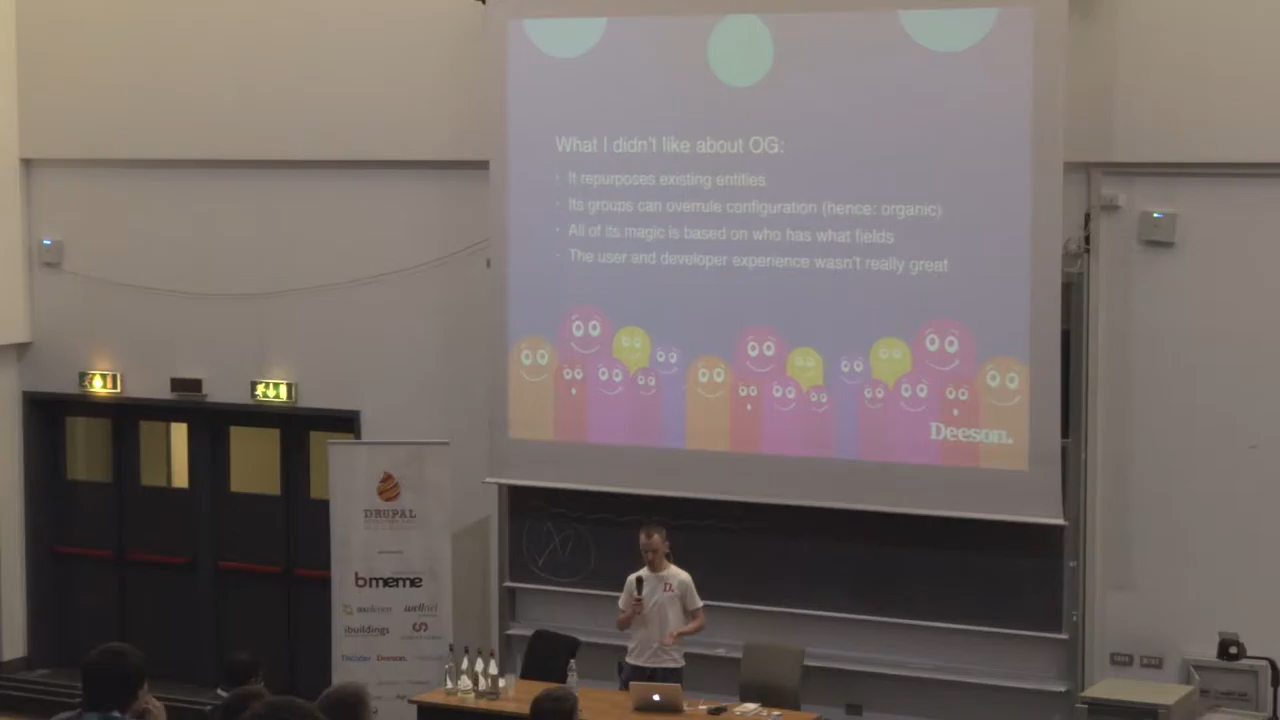 What I didn't like about OG:
It repurposes existing entities
Its groups can overrule configuration (hence: organic)
All of its magic is based on who has what fields
The user and developer experience wasn't really great
Deeson.
DRUPAL
bmeme
wellnet
ibuildings
Thunder Deeson.
D.